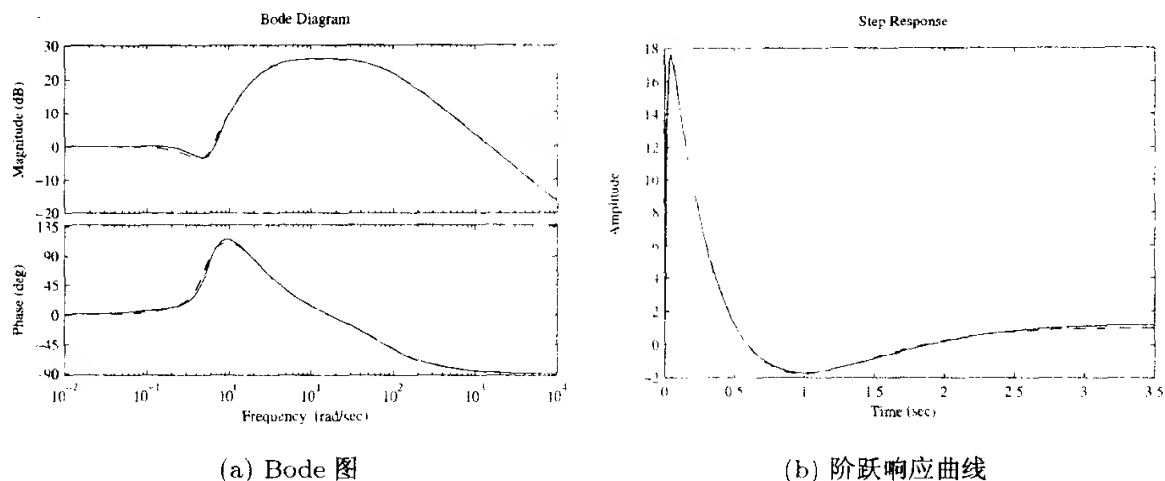 Bode Diagram
30
20
10
0
-10
-20
Magnitude (dB)
135
90
45
0
-45
-90
Phase (deg)
10^-2 10^-1 10^0 10^1 10^2 10^3 10^4
Frequency (rad/sec)
(a) Bode 图
Step Response
18
16
14
12
10
8
6
4
2
0
-2
Amplitude
0 0.5 1 1.5 2 2.5 3 3.5
Time (sec)
(b) 阶跃响应曲线